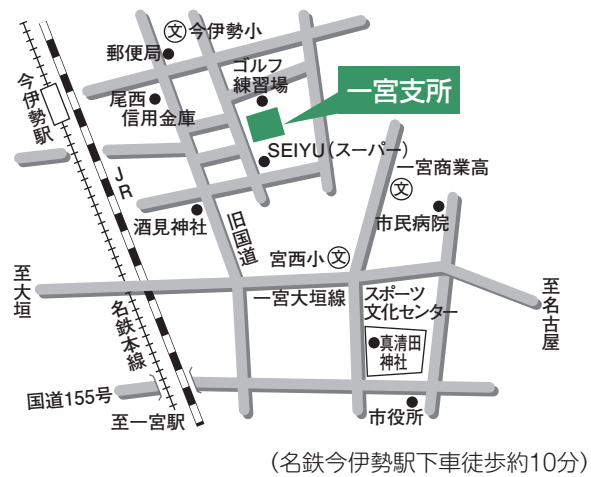 今伊勢小
文
郵便局
ゴルフ
練習場
一宮支所
今伊勢駅
尾西
信用金庫
SEIYU（スーパー）
一宮商業高
文
JR
酒見神社
旧国道
市民病院
宮西小
文
至大垣
一宮大垣線
スポーツ
文化センター
至名古屋
名鉄本線
真清田
神社
国道155号
至一宮駅
市役所
（名鉄今伊勢駅下車徒歩約10分）